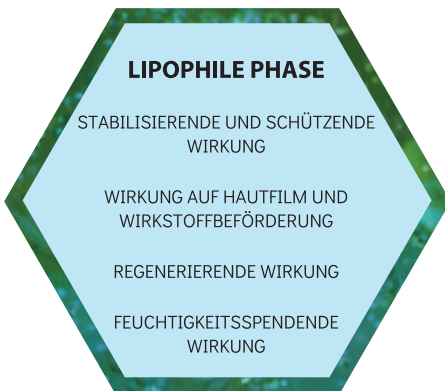 LIPOPHILE PHASE
STABILISIERENDE UND SCHÜTZENDE
WIRKUNG
WIRKUNG AUF HAUTFILM UND
WIRKSTOFFBEFÖRDERUNG
REGENERIERENDE WIRKUNG
FEUCHTIGKEITSSPENDENDE
WIRKUNG